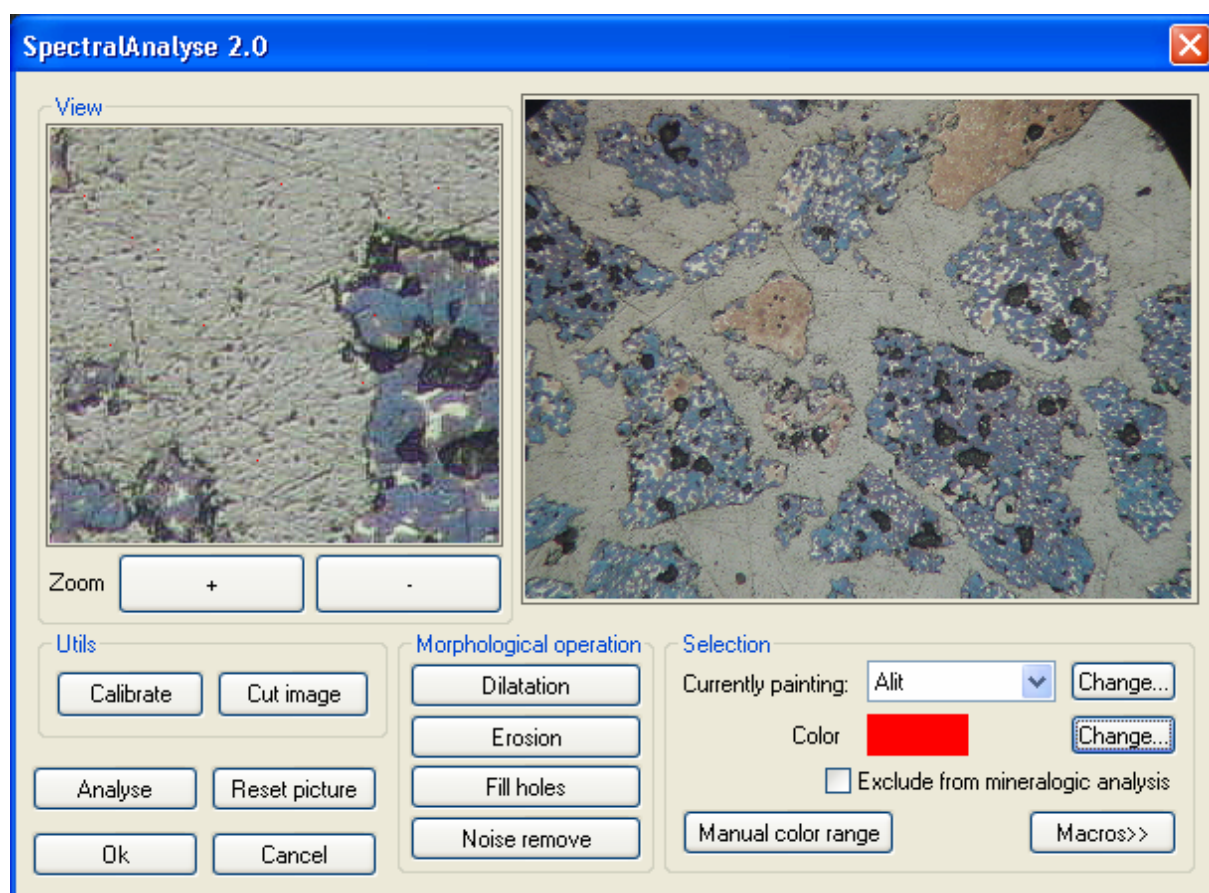 SpectralAnalyse 2.0
View
Zoom + -
Utils
Calibrate Cut image
Analyse Reset picture
Ok Cancel
Morphological operation
Dilatation
Erosion
Fill holes
Noise remove
Selection
Currently painting: Alit Change...
Color Change...
Exclude from mineralogic analysis
Manual color range Macros>>